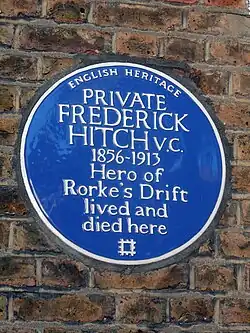 ENGLISH HERITAGE
PRIVATE
FREDERICK
HITCH V.C.
1856-1913
Hero of
Rorke's Drift
lived and
died here